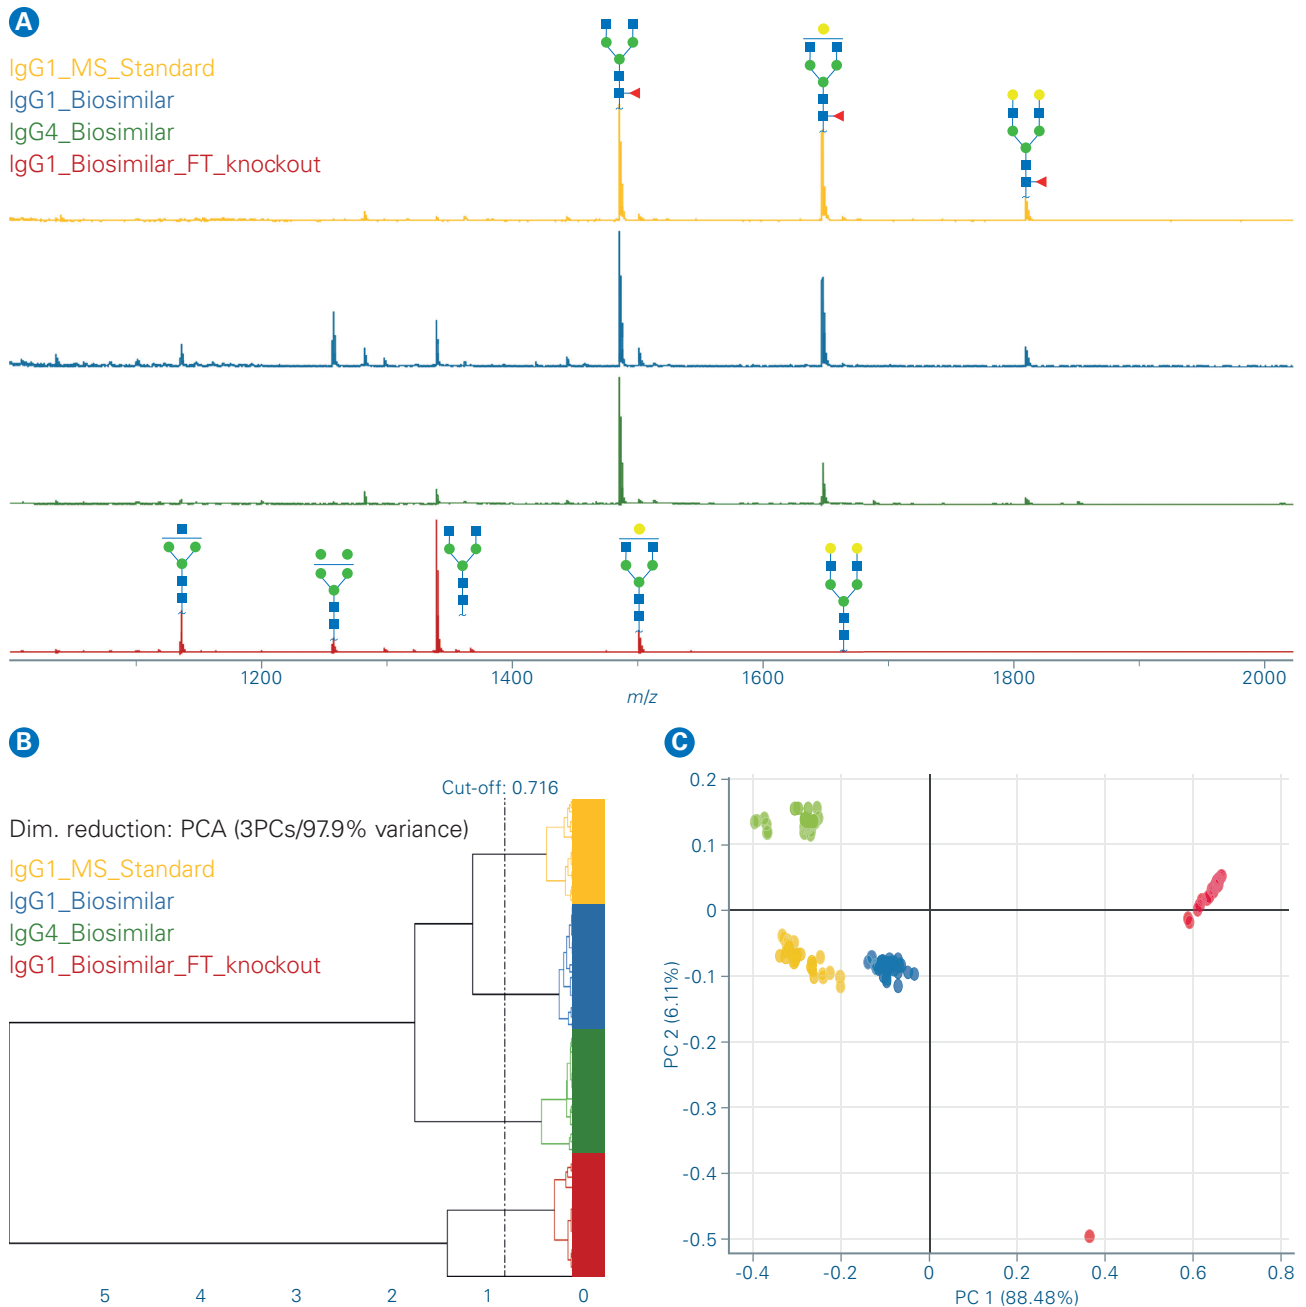 A
IgG1_MS_Standard
IgG1_Biosimilar
IgG4_Biosimilar
IgG1_Biosimilar_FT_knockout
1200 1400 1600 1800 2000
m/z
B
Cut-off: 0.716
Dim. reduction: PCA (3PCs/97.9% variance)
IgG1_MS_Standard
IgG1_Biosimilar
IgG4_Biosimilar
IgG1_Biosimilar_FT_knockout
5 4 3 2 1 0
C
0.2
0.1
0
-0.1
-0.2
-0.3
-0.4
-0.5
PC 2 (6.11%)
-0.4 -0.2 0 0.2 0.4 0.6 0.8
PC 1 (88.48%)